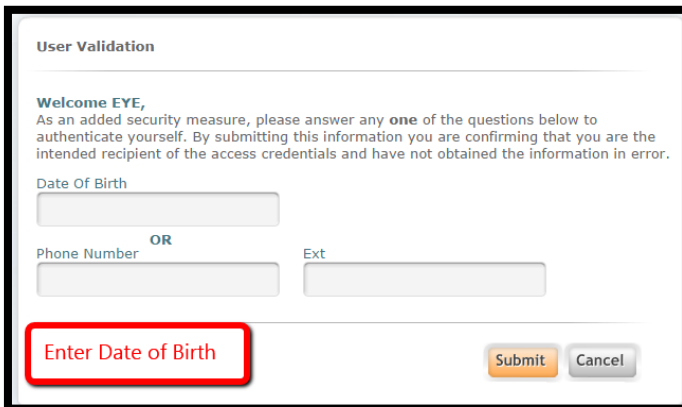 User Validation
Welcome EYE,
As an added security measure, please answer any one of the questions below to
authenticate yourself. By submitting this information you are confirming that you are the
intended recipient of the access credentials and have not obtained the information in error.
Date Of Birth
OR
Phone Number Ext
Enter Date of Birth
Submit Cancel